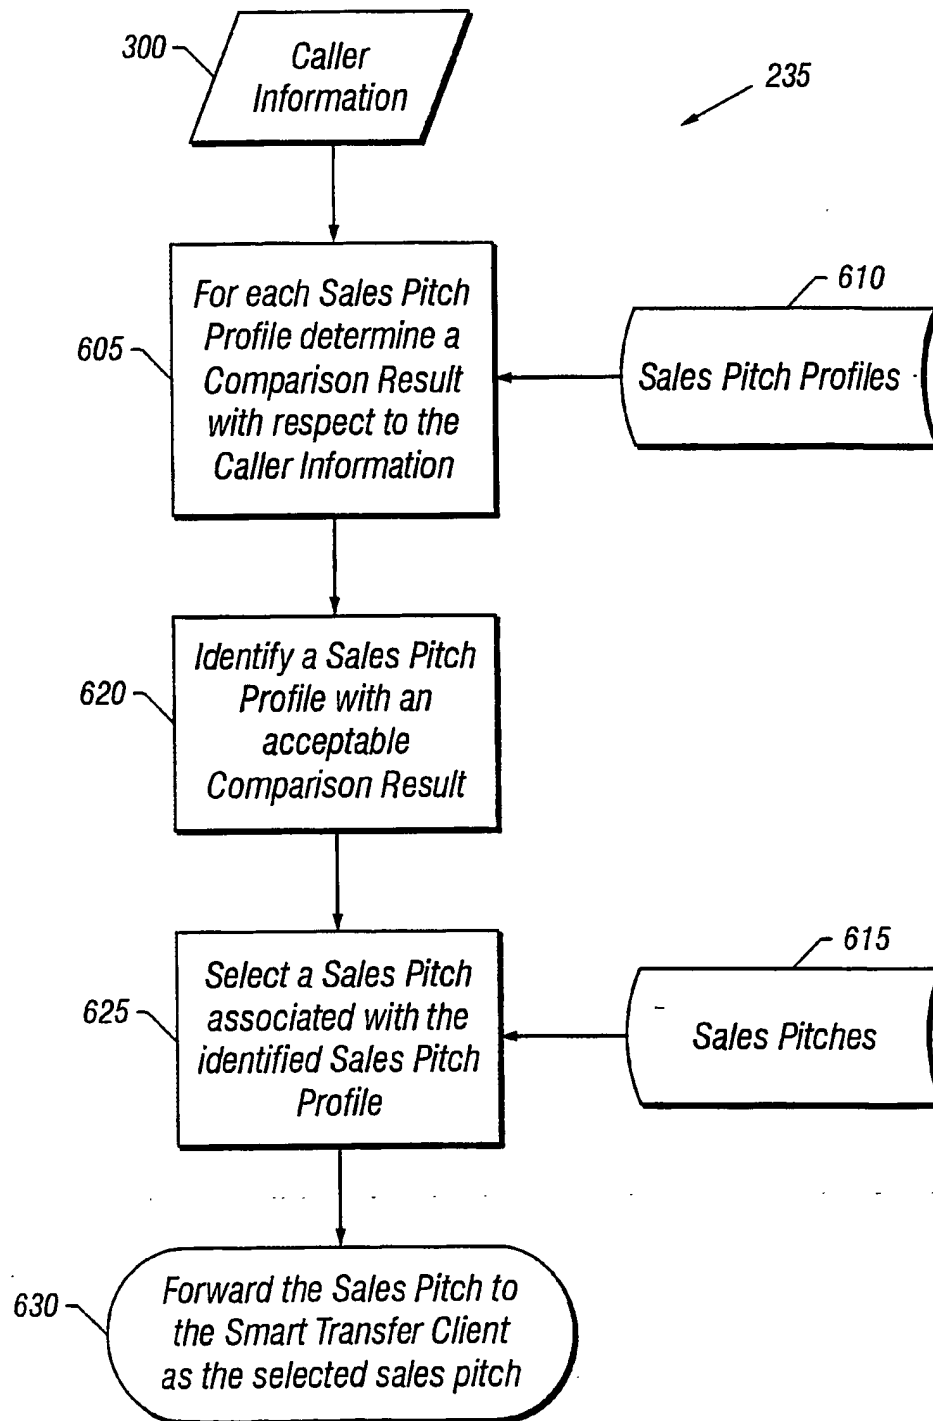 300
Caller
Information
235
605
For each Sales Pitch
Profile determine a
Comparison Result
with respect to the
Caller Information
610
Sales Pitch Profiles
620
Identify a Sales Pitch
Profile with an
acceptable
Comparison Result
625
Select a Sales Pitch
associated with the
identified Sales Pitch
Profile
615
Sales Pitches
630
Forward the Sales Pitch to
the Smart Transfer Client
as the selected sales pitch